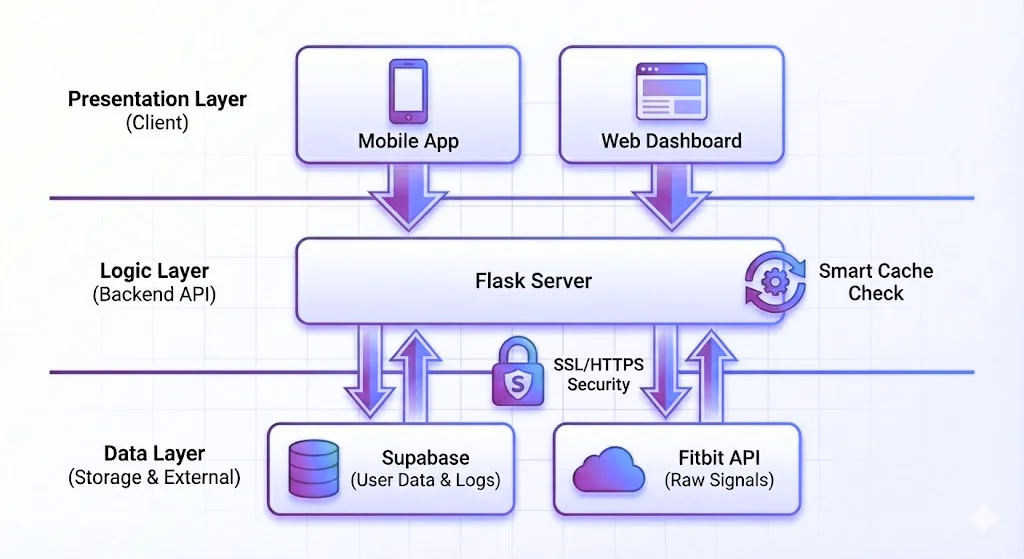 Presentation Layer
(Client)
Mobile App
Web Dashboard
Logic Layer
(Backend API)
Flask Server
Smart Cache
Check
SSL/HTTPS
Security
S
Data Layer
(Storage & External)
Supabase
(User Data & Logs)
Fitbit API
(Raw Signals)